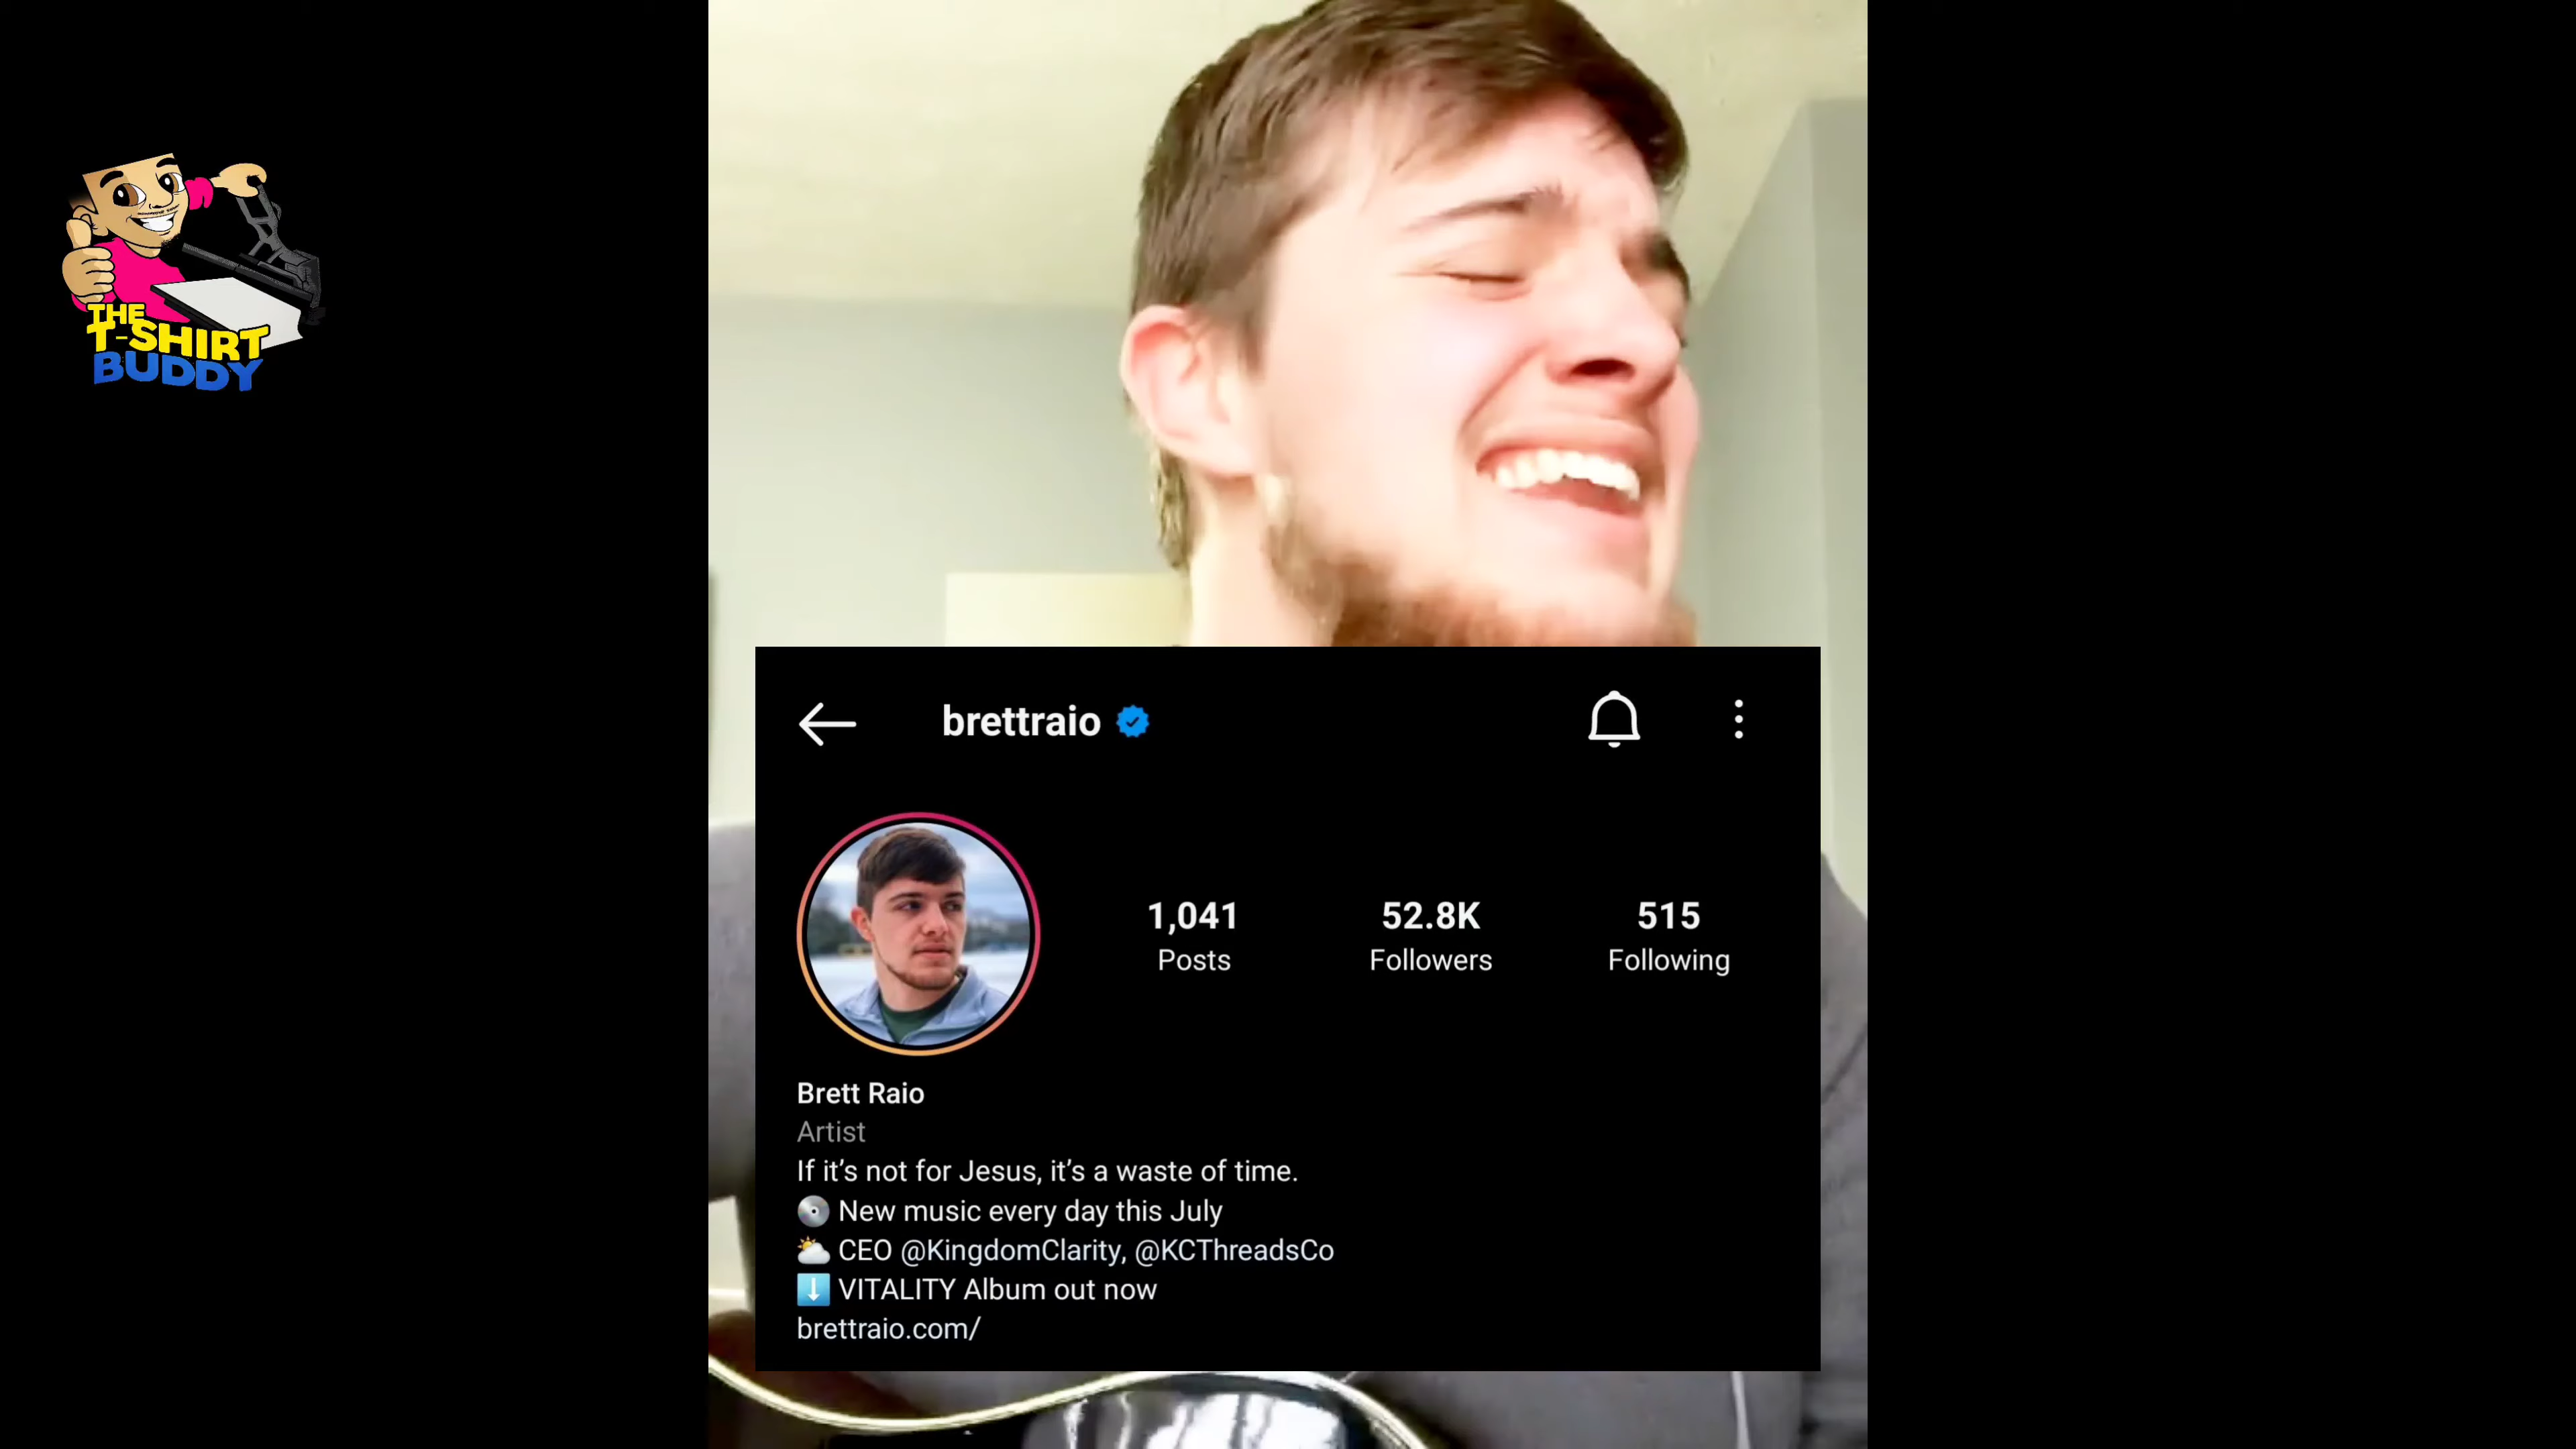 THE
T-SHIRT
BUDDY
brettraio
1,041
Posts
52.8K
Followers
515
Following
Brett Raio
Artist
If it’s not for Jesus, it’s a waste of time.
New music every day this July
CEO @KingdomClarity, @KCThreadsCo
VITALITY Album out now
brettraio.com/